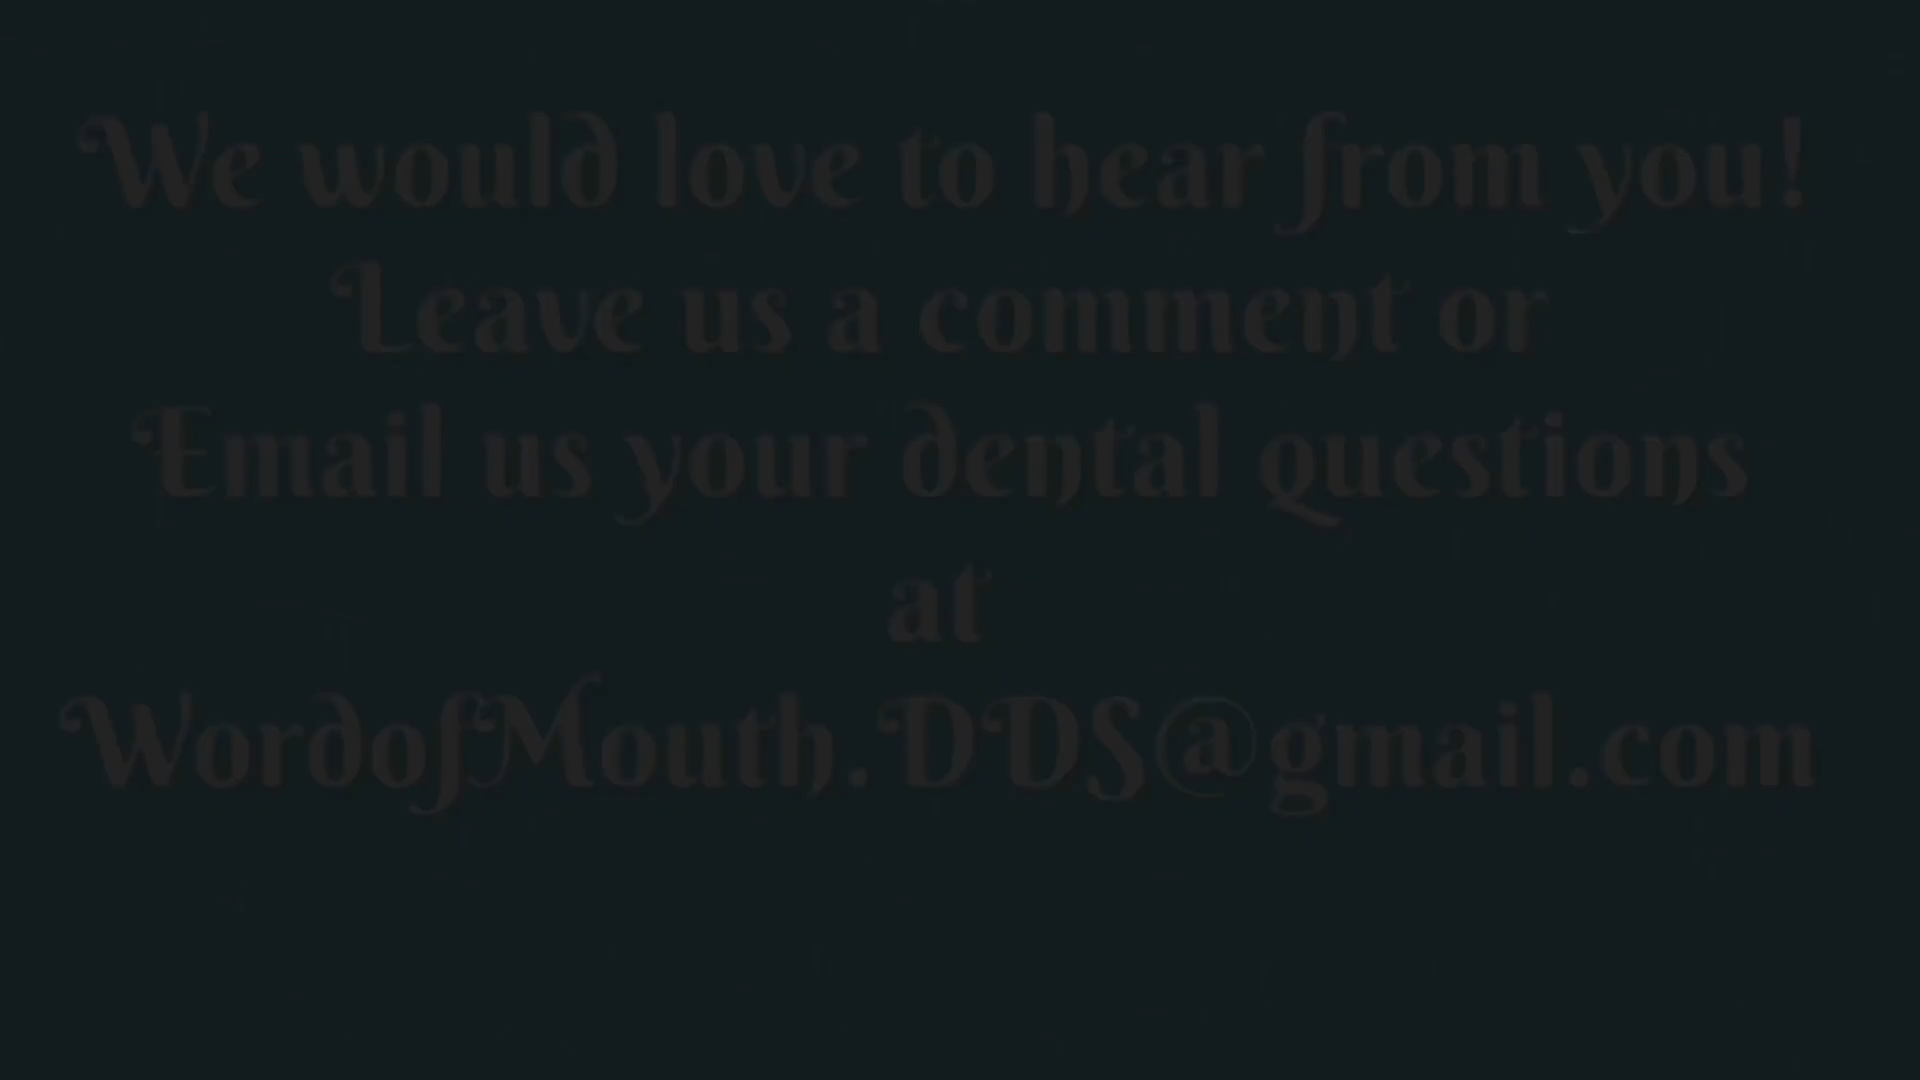 We would love to hear from you!
Leave us a comment or
Email us your dental questions
at
WordofMouth.DDS@gmail.com